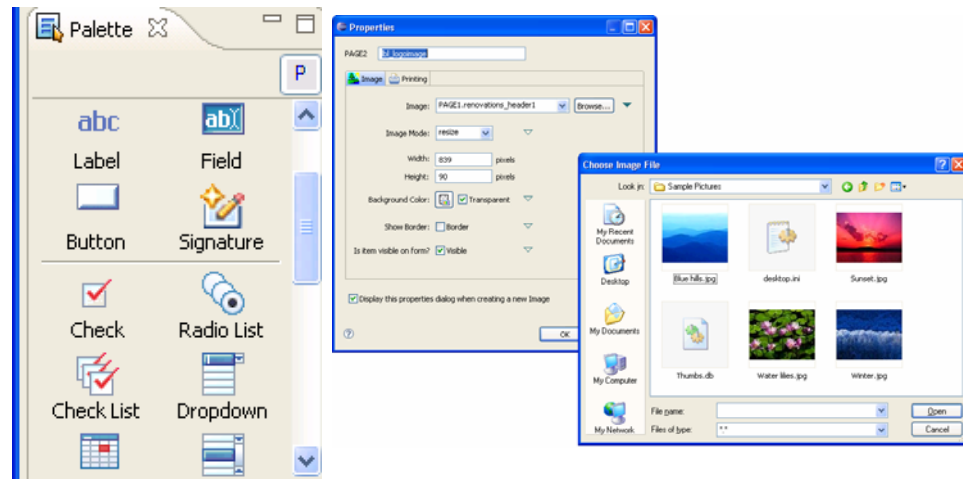 Palette
P
abc
ab
Label Field
Button Signature
Check Radio List
Check List Dropdown
Properties
PAGE2 bl_logoimage
Image Printing
Image: PAGE1.renovations_header1 Browse...
Image Mode: resize
Width: 839 pixels
Height: 90 pixels
Background Color: Transparent
Show Border: Border
Is item visible on form? Visible
Display this properties dialog when creating a new Image
OK
Choose Image File
Look in: Sample Pictures
My Recent Documents
Desktop
My Documents
My Computer
My Network
Blue hills.jpg desktop.ini Sunset.jpg
Thumbs.db Water lilies.jpg Winter.jpg
File name: Open
Files of type: *.* Cancel